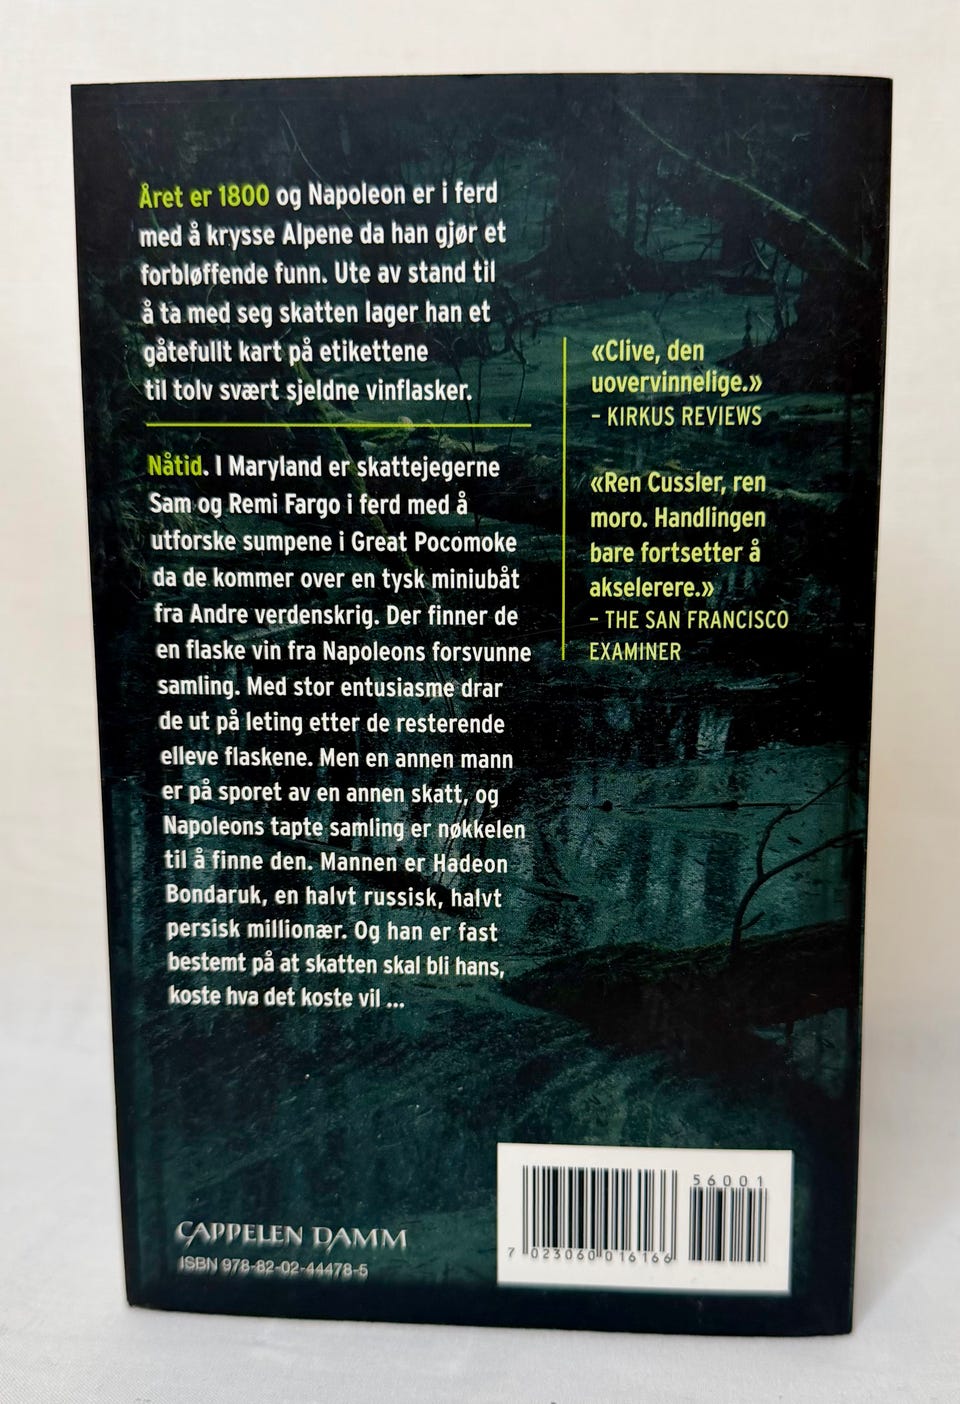 Året er 1800 og Napoleon er i ferd
med å krysse Alpene da han gjør et
forbløffende funn. Ute av stand til
å ta med seg skatten lager han et
gåtefullt kart på etikettene
til tolv svært sjeldne vinflasker.
Nåtid. I Maryland er skattejegerne
Sam og Remi Fargo i ferd med å
utforske sumpene i Great Pocomoke
da de kommer over en tysk miniubåt
fra Andre verdenskrig. Der finner de
en flaske vin fra Napoleons forsvunne
samling. Med stor entusiasme drar
de ut på leting etter de resterende
elleve flaskene. Men en annen mann
er på sporet av en annen skatt, og
Napoleons tapte samling er nøkkelen
til å finne den. Mannen er Hadeon
Bondaruk, en halvt russisk, halvt
persisk millionær. Og han er fast
bestemt på at skatten skal bli hans,
koste hva det koste vil ...
«Clive, den
uovervinnelige.»
– KIRKUS REVIEWS
«Ren Cussler, ren
moro. Handlingen
bare fortsetter å
akselerere.»
– THE SAN FRANCISCO
EXAMINER
CAPPELEN DAMM
ISBN 978-82-02-44478-5
56001
7 023060 016166